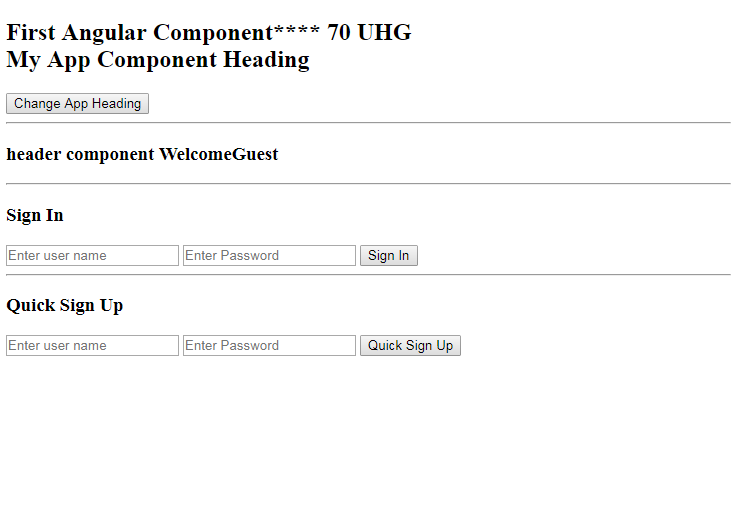 First Angular Component**** 70 UHG
My App Component Heading
Change App Heading
header component WelcomeGuest
Sign In
Enter user name Enter Password Sign In
Quick Sign Up
Enter user name Enter Password Quick Sign Up